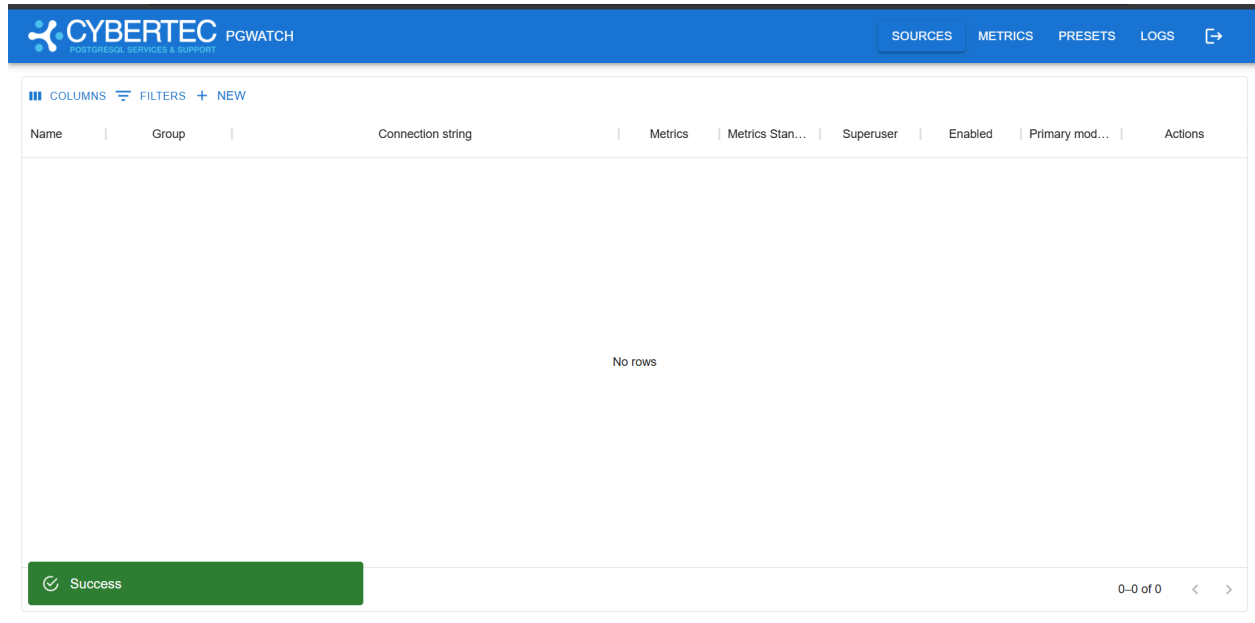 CYBERTEC PGWATCH SOURCES METRICS PRESETS LOGS
POSTGRESQL SERVICES & SUPPORT
COLUMNS FILTERS + NEW
Name Group Connection string Metrics Metrics Stan... Superuser Enabled Primary mod... Actions
No rows
Success
0–0 of 0